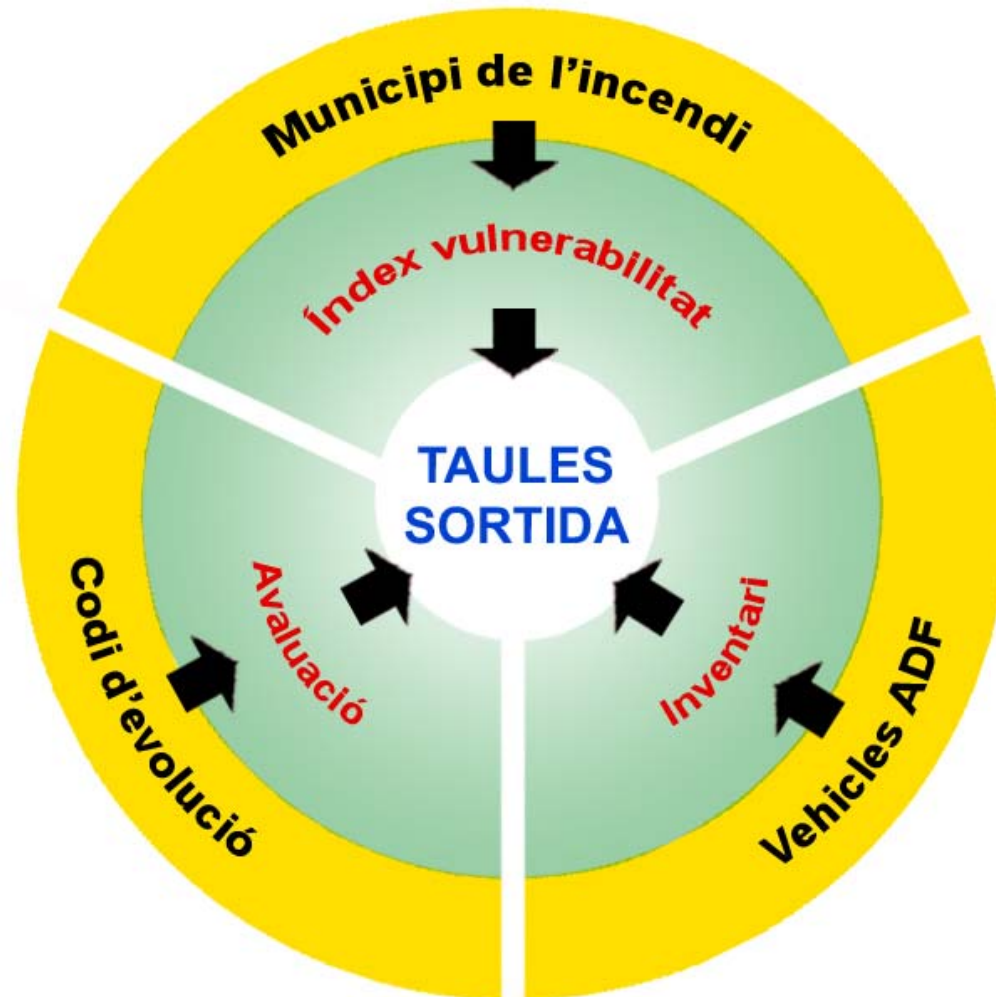 Municipi de l’incendi
Índex vulnerabilitat
TAULES
SORTIDA
Codi d’evolució
Avaluació
Inventari
Vehicles ADF